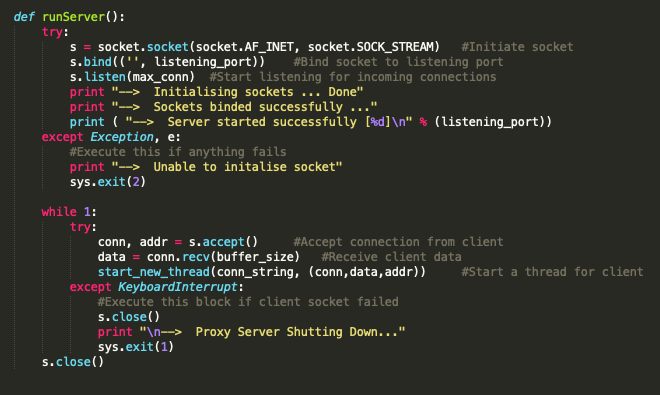 def runServer():
    try:
        s = socket.socket(socket.AF_INET, socket.SOCK_STREAM)   #Initiate socket
        s.bind(('', listening_port))    #Bind socket to listening port
        s.listen(max_conn)  #Start listening for incoming connections
        print "-->  Initialising sockets ... Done"
        print "-->  Sockets binded successfully ..."
        print ( "-->  Server started successfully [%d]\n" % (listening_port))
    except Exception, e:
        #Execute this if anything fails
        print "-->  Unable to initalise socket"
        sys.exit(2)

    while 1:
        try:
            conn, addr = s.accept()     #Accept connection from client
            data = conn.recv(buffer_size)   #Receive client data
            start_new_thread(conn_string, (conn,data,addr))     #Start a thread for client
        except KeyboardInterrupt:
            #Execute this block if client socket failed
            s.close()
            print "\n-->  Proxy Server Shutting Down..."
            sys.exit(1)
    s.close()